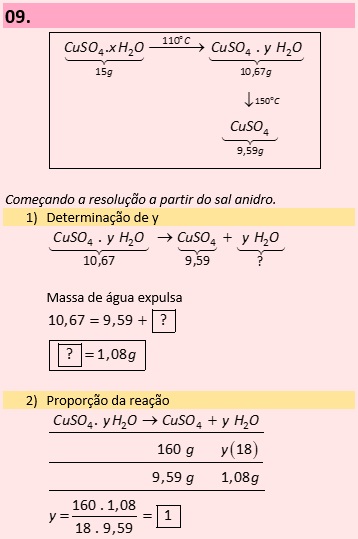 09.
CuSO₄.xH₂O 110°C → CuSO₄ . y H₂O
15g 10,67g
↓150°C
CuSO₄
9,59g
Começando a resolução a partir do sal anidro.
1) Determinação de y
CuSO₄ . y H₂O → CuSO₄ + y H₂O
10,67 9,59 ?
Massa de água expulsa
10,67 = 9,59 + ?
? = 1,08g
2) Proporção da reação
CuSO₄. yH₂O → CuSO₄ + y H₂O
160 g y(18)
9,59 g 1,08g
y = 160 . 1,08 / 18 . 9,59 = 1